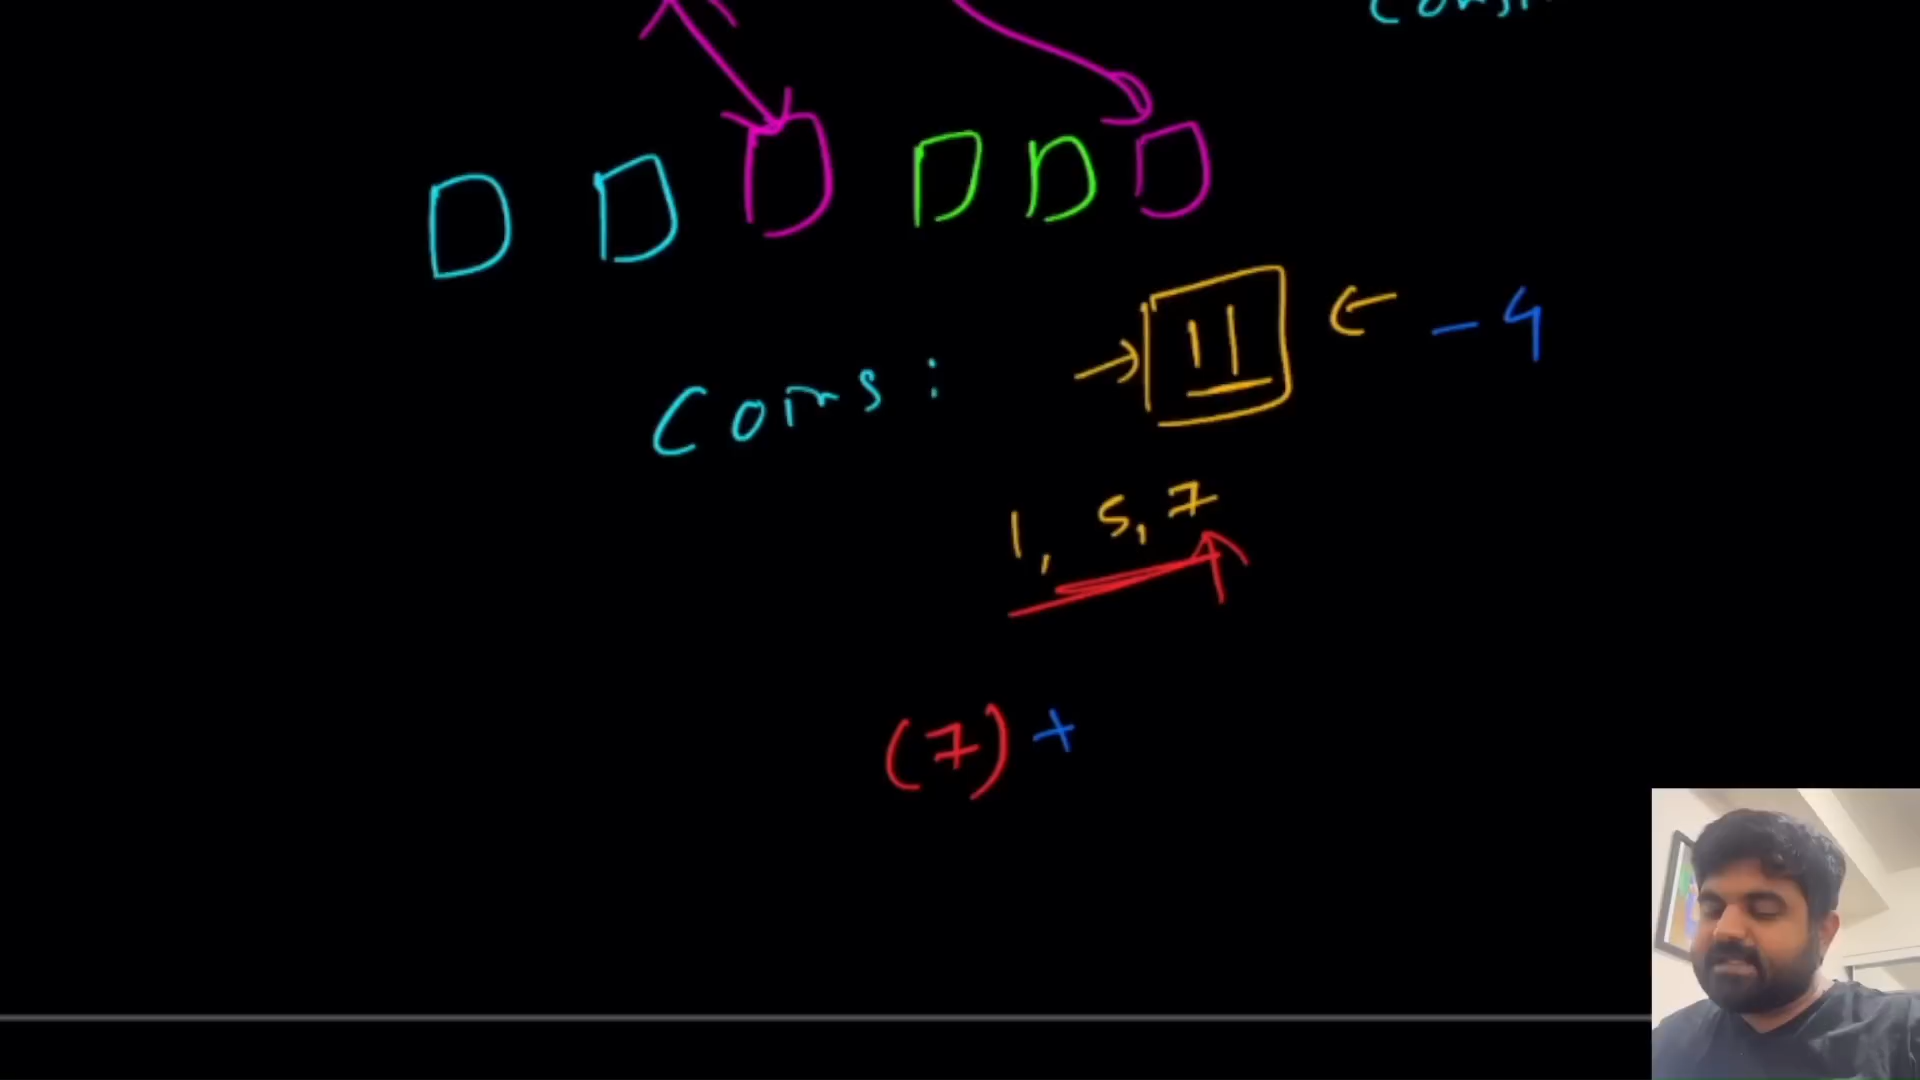 Coins : → 11 ← - 4
1, 5, 7
(7) +